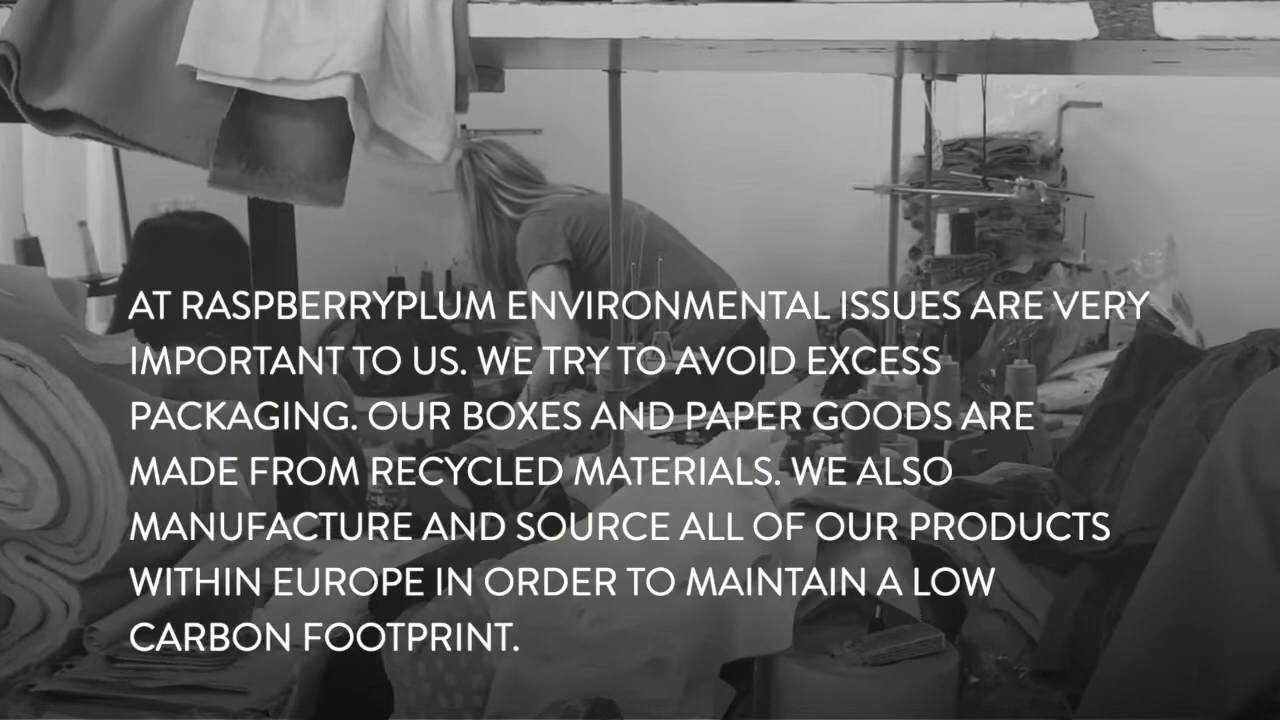 AT RASPBERRYPLUM ENVIRONMENTAL ISSUES ARE VERY
IMPORTANT TO US. WE TRY TO AVOID EXCESS
PACKAGING. OUR BOXES AND PAPER GOODS ARE
MADE FROM RECYCLED MATERIALS. WE ALSO
MANUFACTURE AND SOURCE ALL OF OUR PRODUCTS
WITHIN EUROPE IN ORDER TO MAINTAIN A LOW
CARBON FOOTPRINT.